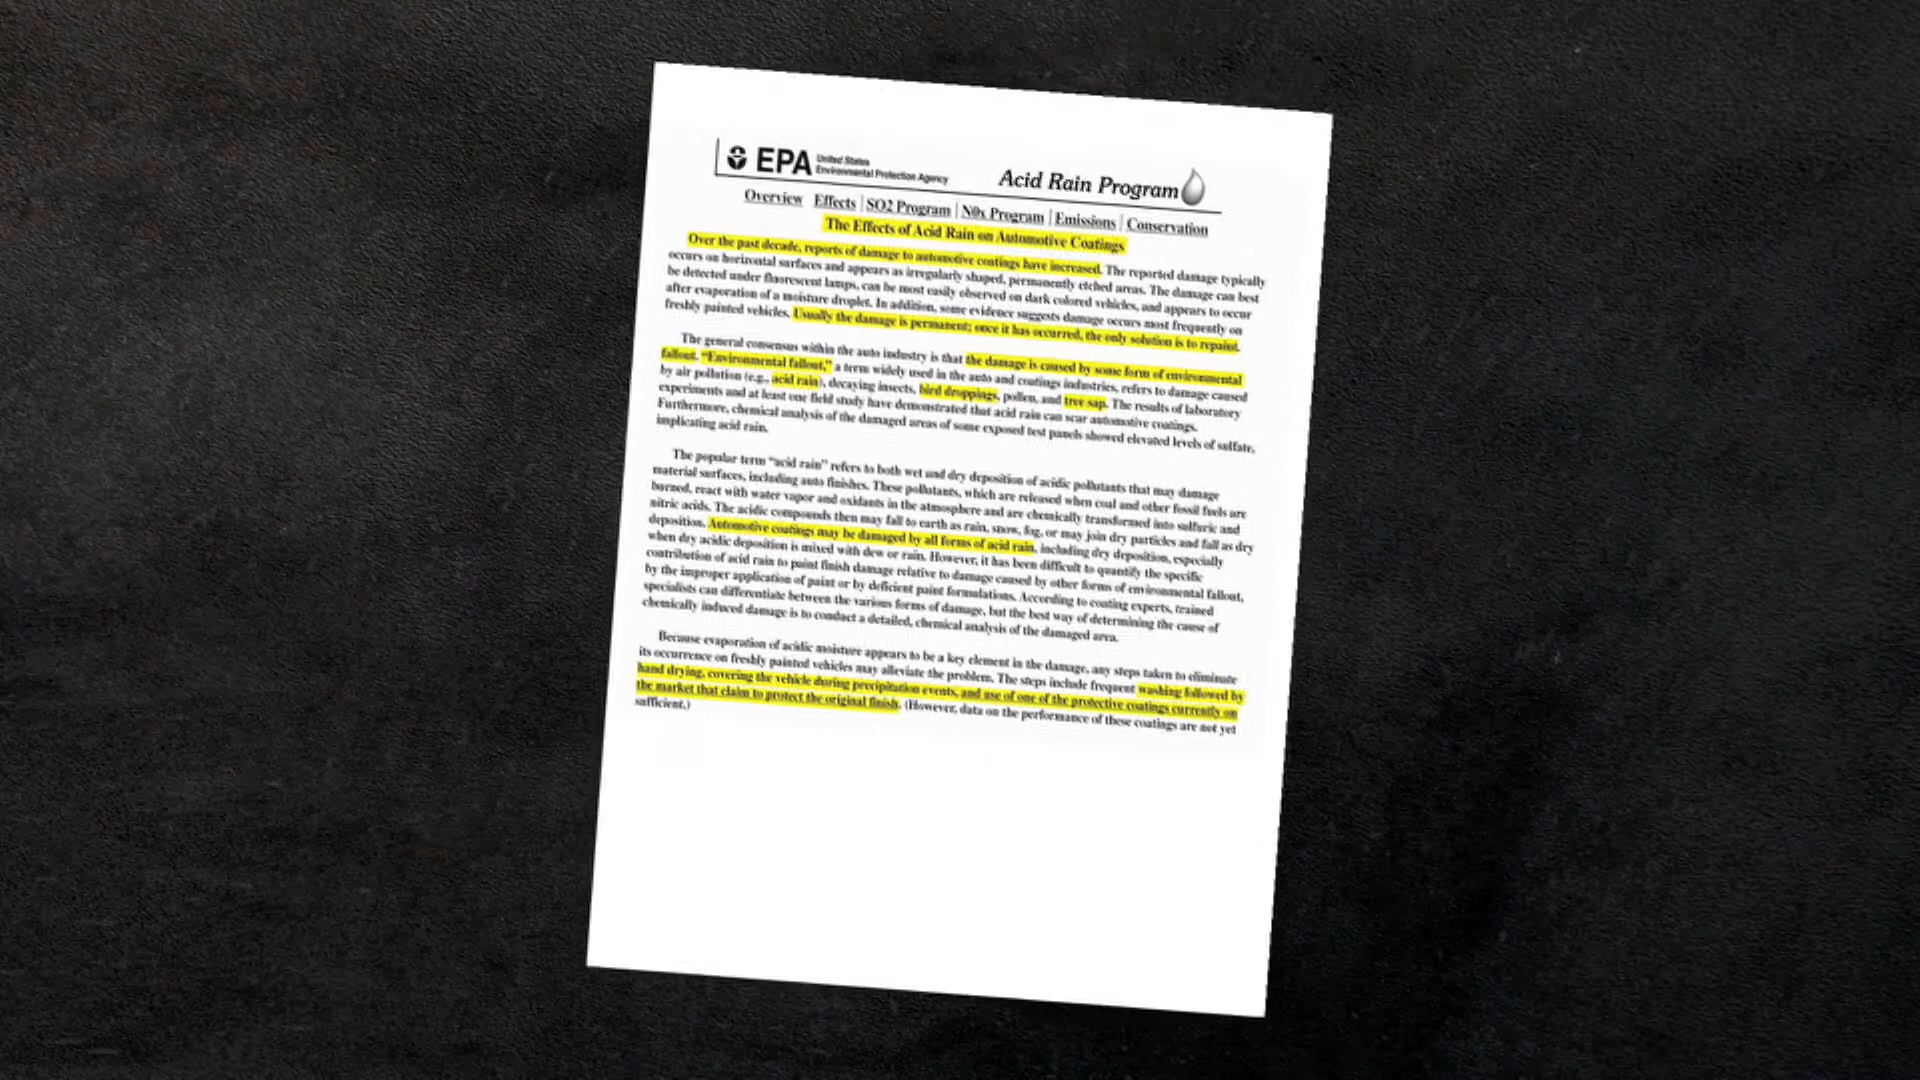 EPA United States
Environmental Protection Agency
Acid Rain Program
Overview Effects | SO2 Program | N0x Program | Emissions | Conservation
The Effects of Acid Rain on Automotive Coatings
Over the past decade, reports of damage to automotive coatings have increased. The reported damage typically
occurs on horizontal surfaces and appears as irregularly shaped, permanently etched areas. The damage can best
be detected under fluorescent lamps, can be most easily observed on dark colored vehicles, and appears to occur
after evaporation of a moisture droplet. In addition, some evidence suggests damage occurs most frequently on
freshly painted vehicles. Usually the damage is permanent; once it has occurred, the only solution is to repaint.
The general consensus within the auto industry is that the damage is caused by some form of environmental
fallout. “Environmental fallout,” a term widely used in the auto and coatings industries, refers to damage caused
by air pollution (e.g., acid rain), decaying insects, bird droppings, pollen, and tree sap. The results of laboratory
experiments and at least one field study have demonstrated that acid rain can scar automotive coatings.
Furthermore, chemical analysis of the damaged areas of some exposed test panels showed elevated levels of sulfate,
implicating acid rain.
The popular term “acid rain” refers to both wet and dry deposition of acidic pollutants that may damage
material surfaces, including auto finishes. These pollutants, which are released when coal and other fossil fuels are
burned, react with water vapor and oxidants in the atmosphere and are chemically transformed into sulfuric and
nitric acids. The acidic compounds then may fall to earth as rain, snow, fog, or may join dry particles and fall as dry
deposition. Automotive coatings may be damaged by all forms of acid rain, including dry deposition, especially
when dry acidic deposition is mixed with dew or rain. However, it has been difficult to quantify the specific
contribution of acid rain to paint finish damage relative to damage caused by other forms of environmental fallout,
by the improper application of paint or by deficient paint formulations. According to coating experts, trained
specialists can differentiate between the various forms of damage, but the best way of determining the cause of
chemically induced damage is to conduct a detailed, chemical analysis of the damaged area.
Because evaporation of acidic moisture appears to be a key element in the damage, any steps taken to eliminate
its occurrence on freshly painted vehicles may alleviate the problem. The steps include frequent washing followed by
hand drying, covering the vehicle during precipitation events, and use of one of the protective coatings currently on
the market that claim to protect the original finish. (However, data on the performance of these coatings are not yet
sufficient.)